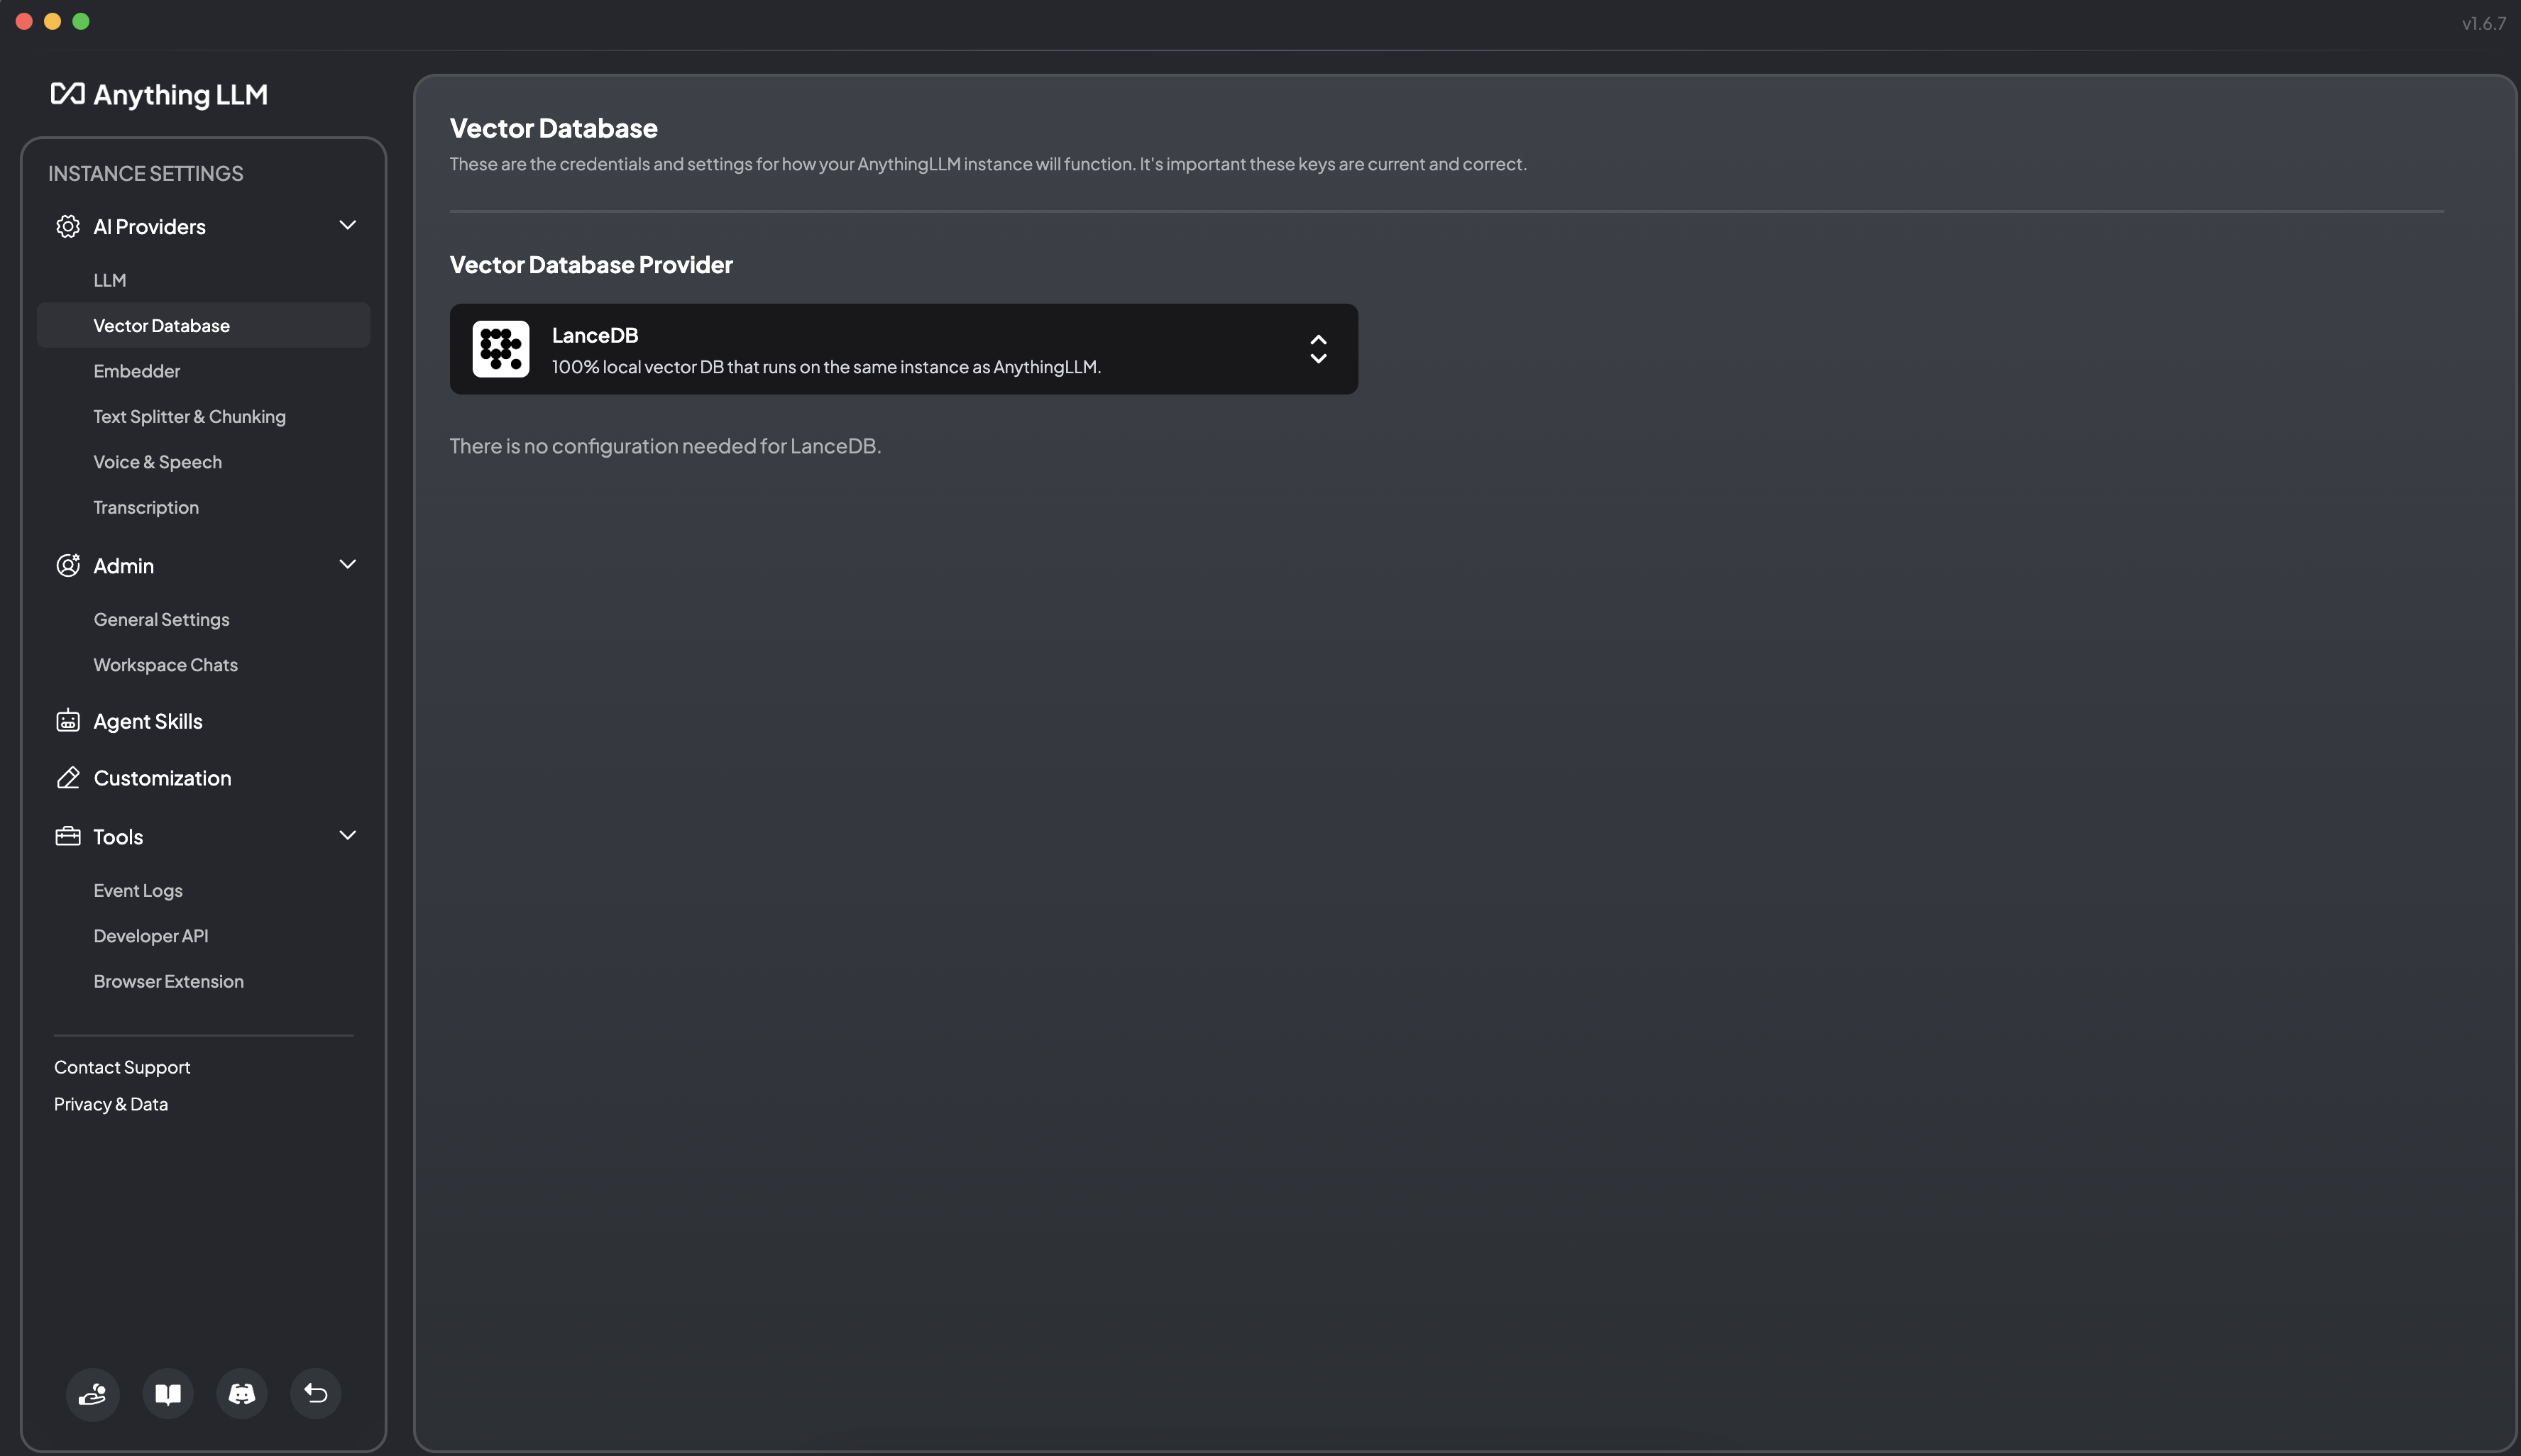 v1.6.7
Anything LLM
INSTANCE SETTINGS
AI Providers
LLM
Vector Database
Embedder
Text Splitter & Chunking
Voice & Speech
Transcription
Admin
General Settings
Workspace Chats
Agent Skills
Customization
Tools
Event Logs
Developer API
Browser Extension
Contact Support
Privacy & Data
Vector Database
These are the credentials and settings for how your AnythingLLM instance will function. It's important these keys are current and correct.
Vector Database Provider
LanceDB
100% local vector DB that runs on the same instance as AnythingLLM.
There is no configuration needed for LanceDB.